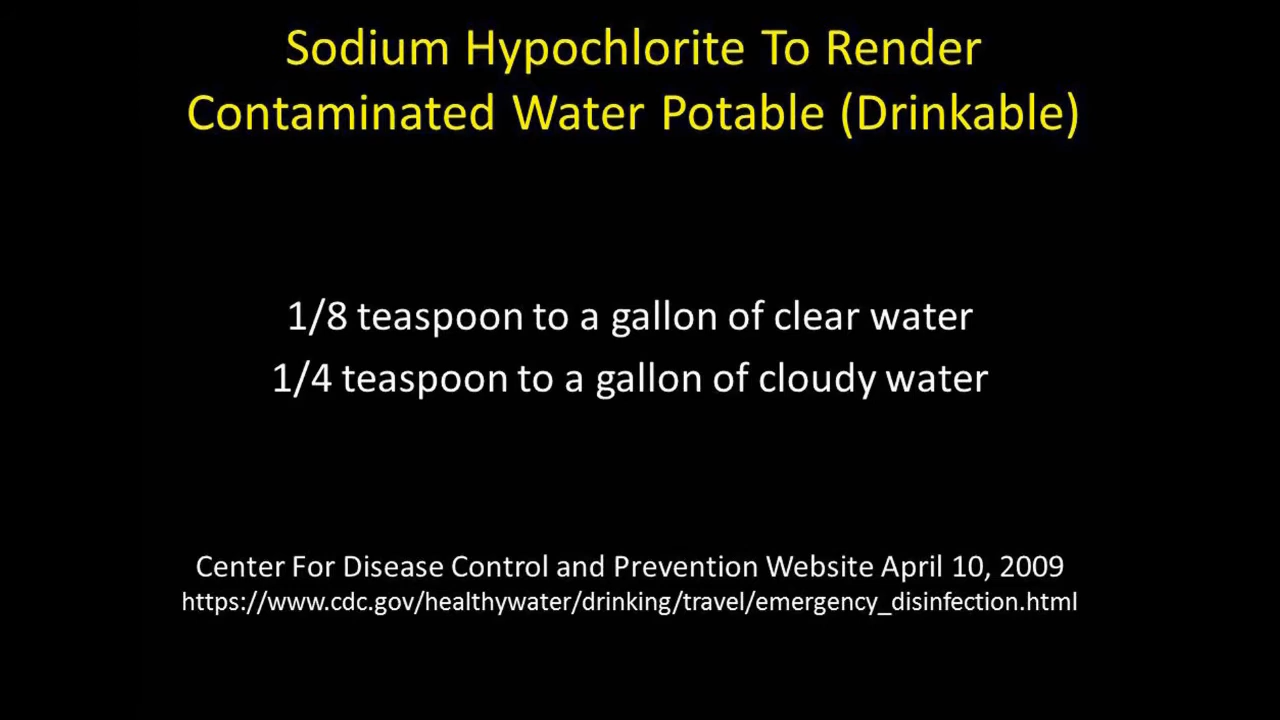 Sodium Hypochlorite To Render
Contaminated Water Potable (Drinkable)
1/8 teaspoon to a gallon of clear water
1/4 teaspoon to a gallon of cloudy water
Center For Disease Control and Prevention Website April 10, 2009
https://www.cdc.gov/healthywater/drinking/travel/emergency_disinfection.html